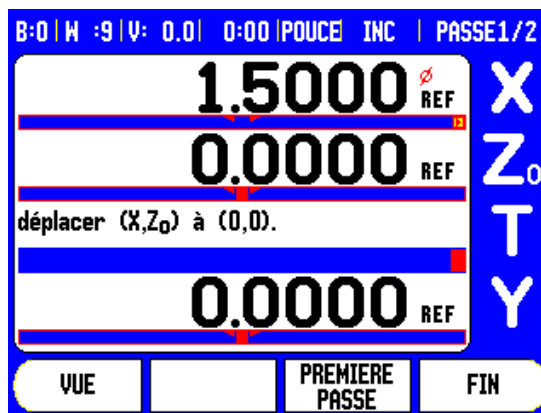 B:0 | W :9 | V: 0.0 | 0:00 | POUCE INC | PASSE1/2
1.5000 Ø REF X
0.0000 REF Z0
déplacer (X,Z0) à (0,0).
T
0.0000 REF Y
VUE PREMIERE PASSE FIN